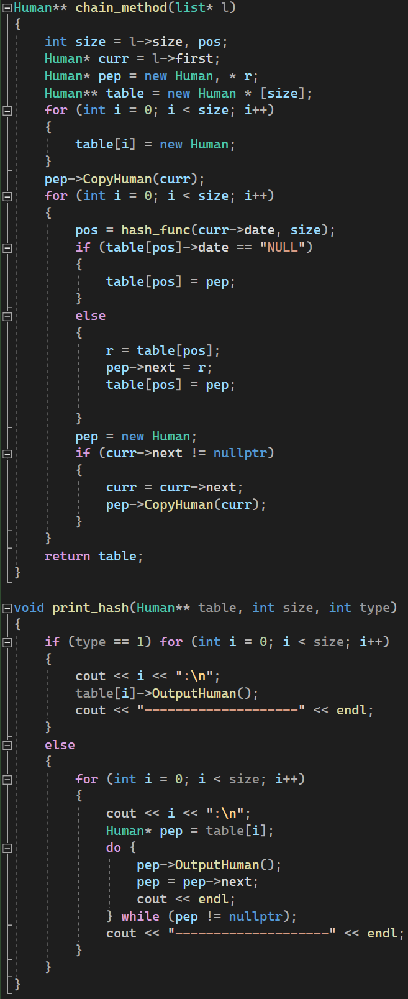 Human** chain_method(list* l)
{
    int size = l->size, pos;
    Human* curr = l->first;
    Human* pep = new Human, * r;
    Human** table = new Human * [size];
    for (int i = 0; i < size; i++)
    {
        table[i] = new Human;
    }
    pep->CopyHuman(curr);
    for (int i = 0; i < size; i++)
    {
        pos = hash_func(curr->date, size);
        if (table[pos]->date == "NULL")
        {
            table[pos] = pep;
        }
        else
        {
            r = table[pos];
            pep->next = r;
            table[pos] = pep;

        }
        pep = new Human;
        if (curr->next != nullptr)
        {
            curr = curr->next;
            pep->CopyHuman(curr);
        }
    }
    return table;
}

void print_hash(Human** table, int size, int type)
{
    if (type == 1) for (int i = 0; i < size; i++)
    {
        cout << i << ":\n";
        table[i]->OutputHuman();
        cout << "--------------------" << endl;
    }
    else
    {
        for (int i = 0; i < size; i++)
        {
            cout << i << ":\n";
            Human* pep = table[i];
            do {
                pep->OutputHuman();
                pep = pep->next;
                cout << endl;
            } while (pep != nullptr);
            cout << "--------------------" << endl;
        }
    }
}